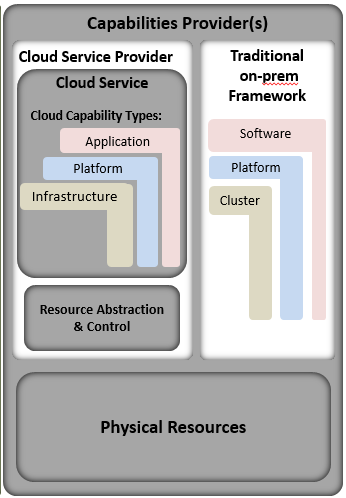 Capabilities Provider(s)
Cloud Service Provider
Cloud Service
Cloud Capability Types:
Application
Platform
Infrastructure
Resource Abstraction
& Control
Traditional
on-prem
Framework
Software
Platform
Cluster
Physical Resources